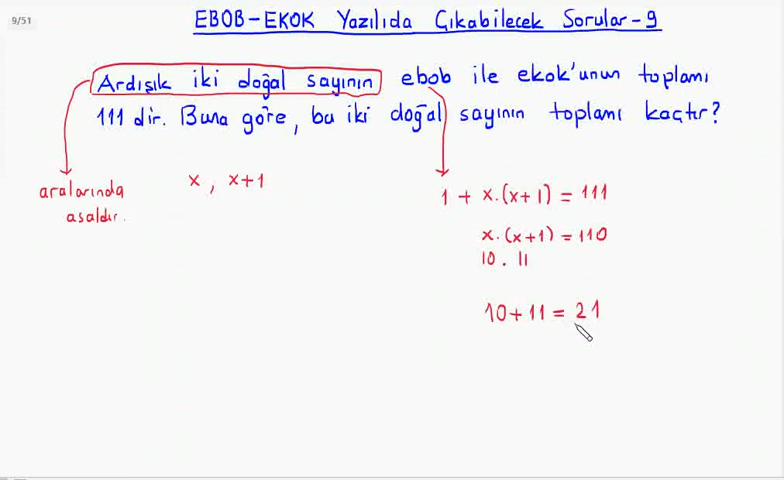 9/51
EBOB-EKOK Yazılıda Çıkabilecek Sorular-9
Ardışık iki doğal sayının ebob ile ekok'unun toplamı
111 dir. Buna göre, bu iki doğal sayının toplamı kaçtır?
aralarında
asaldır.
x, x+1
1 + x.(x+1) = 111
x.(x+1) = 110
10 . 11
10+11 = 21